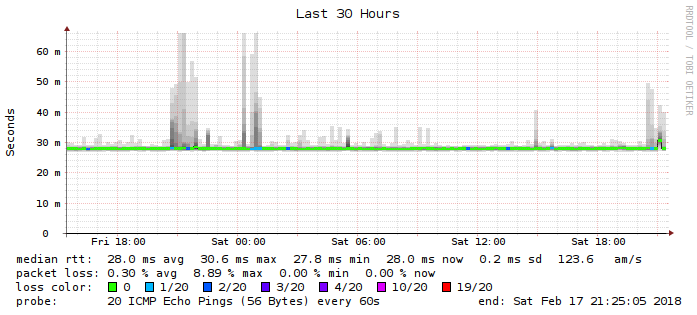 Last 30 Hours
RRDTOOL / TOBI OETIKER
Seconds
60 m
50 m
40 m
30 m
20 m
10 m
0
Fri 18:00 Sat 00:00 Sat 06:00 Sat 12:00 Sat 18:00
median rtt: 28.0 ms avg 30.6 ms max 27.8 ms min 28.0 ms now 0.2 ms sd 123.6 am/s
packet loss: 0.30 % avg 8.89 % max 0.00 % min 0.00 % now
loss color: 0 1/20 2/20 3/20 4/20 10/20 19/20
probe: 20 ICMP Echo Pings (56 Bytes) every 60s end: Sat Feb 17 21:25:05 2018